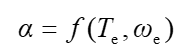 α = f(Tₑ, ωₑ)